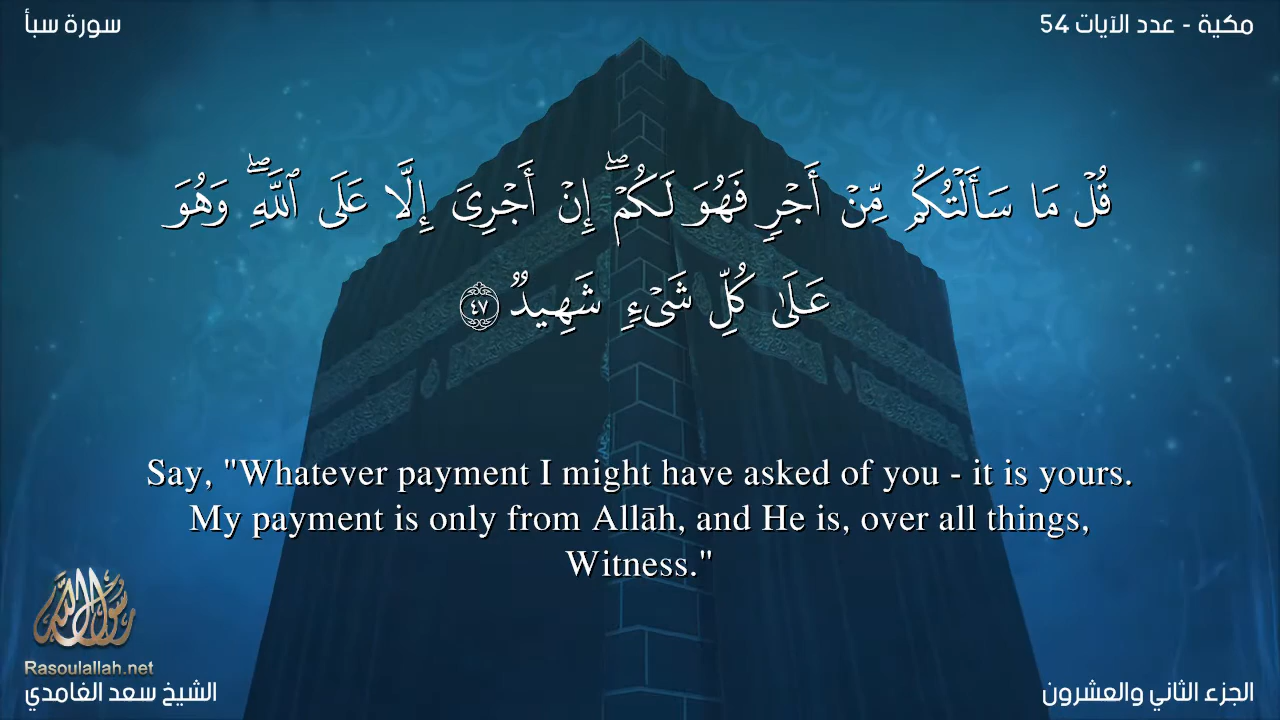 سورة سبأ
مكية - عدد الآيات 54
قُلْ مَا سَأَلْتُكُم مِّنْ أَجْرٍ فَهُوَ لَكُمْ ۖ إِنْ أَجْرِىَ إِلَّا عَلَى ٱللَّهِ ۖ وَهُوَ
عَلَىٰ كُلِّ شَىْءٍ شَهِيدٌ ٤٧
Say, "Whatever payment I might have asked of you - it is yours.
My payment is only from Allāh, and He is, over all things,
Witness."
رسول الله
Rasoulallah.net
الشيخ سعد الغامدي
الجزء الثاني والعشرون